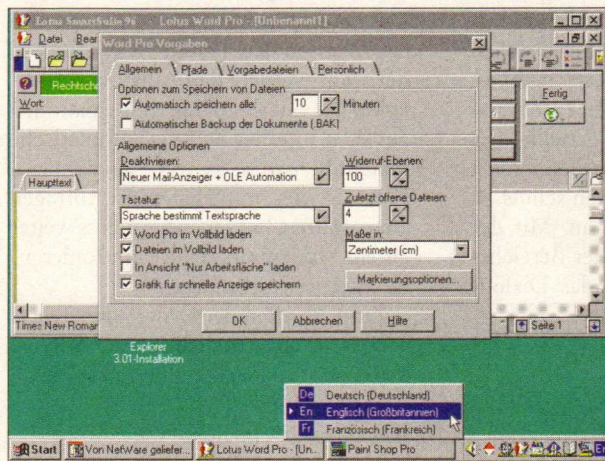 Lotus SmartSuite 96 - Lotus Word Pro - [Unbenannt1]
Datei Bear
Word Pro Vorgaben
Allgemein \ Pfade \ Vorgabedateien \ Persönlich \
Rechtsch
Wort:
Fertig
Optionen zum Speichern von Dateien
Automatisch speichern alle: 10 Minuten
Automatischer Backup der Dokumente (.BAK)
Allgemeine Optionen
Deaktivieren: Widerruf-Ebenen:
Neuer Mail-Anzeiger + OLE Automation 100
Haupttext
Tastatur: Zuletzt offene Dateien:
Sprache bestimmt Textsprache 4
Word Pro im Vollbild laden Maße in:
Dateien im Vollbild laden Zentimeter (cm)
In Ansicht "Nur Arbeitsfläche" laden
Grafik für schnelle Anzeige speichern Markierungsoptionen...
OK Abbrechen Hilfe
Times New Roman
Seite 1
Explorer
3.01-Installation
De Deutsch (Deutschland)
En Englisch (Großbritannien)
Fr Französisch (Frankreich)
Start Von NetWare geliefer... Lotus Word Pro - [Un... Paint Shop Pro